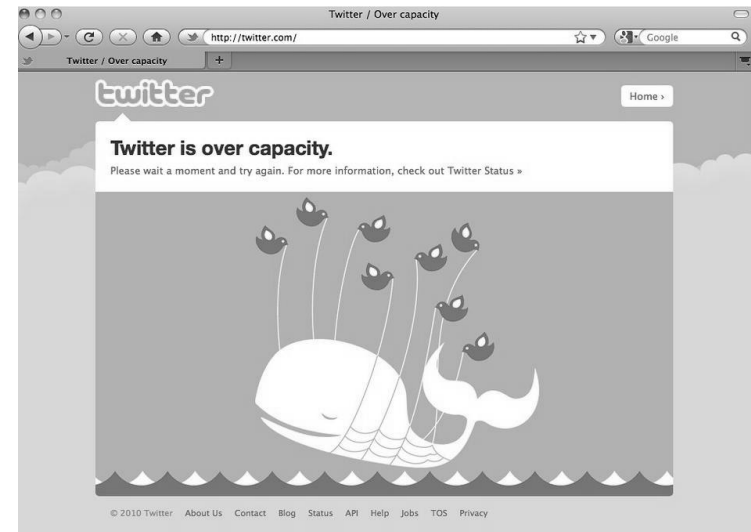 Twitter / Over capacity
http://twitter.com/
Google
Twitter / Over capacity
twitter
Home ›
Twitter is over capacity.
Please wait a moment and try again. For more information, check out Twitter Status »
© 2010 Twitter About Us Contact Blog Status API Help Jobs TOS Privacy